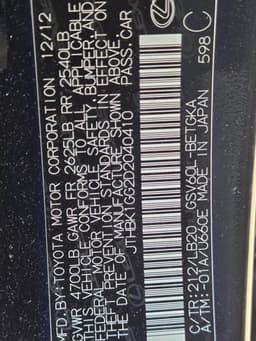 MFD.BY:TOYOTA MOTOR CORPORATION 12/12
GVWR 4700LB GAWR FR 2625LB RR 2540LB
THIS VEHICLE CONFORMS TO ALL APPLICABLE
FEDERAL MOTOR VEHICLE SAFETY, BUMPER, AND
THEFT PREVENTION STANDARDS IN EFFECT ON
THE DATE OF MANUFACTURE SHOWN ABOVE.
JTHBK1GG2D2040410 PASS. CAR
C/TR: 212/LB20 GSV60L-BETGKA
A/TM: -01A/U660E MADE IN JAPAN 598
C